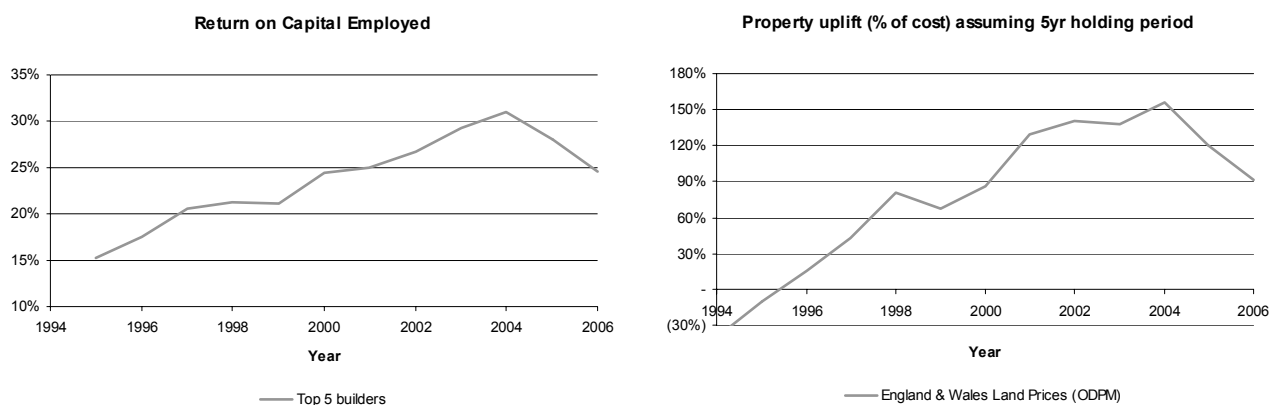 Return on Capital Employed
35%
30%
25%
20%
15%
10%
1994 1996 1998 2000 2002 2004 2006
Year
Top 5 builders
Property uplift (% of cost) assuming 5yr holding period
180%
150%
120%
90%
60%
30%
-
(30%)
1994 1996 1998 2000 2002 2004 2006
Year
England & Wales Land Prices (ODPM)